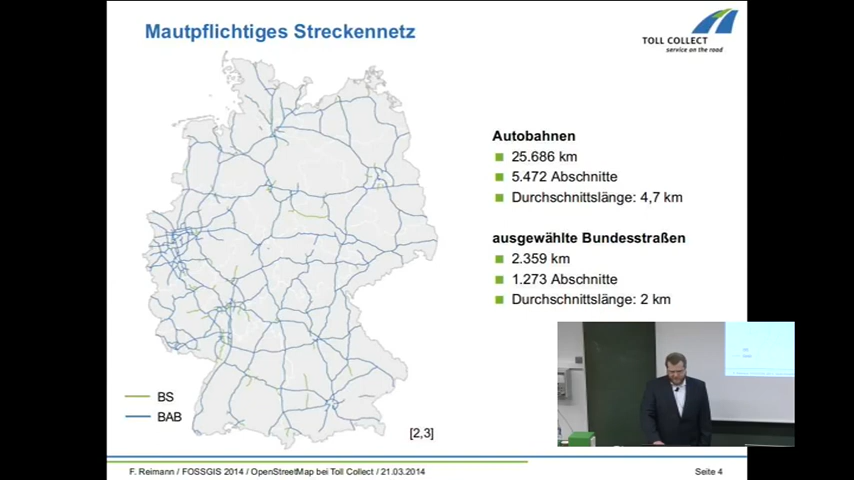 Mautpflichtiges Streckennetz
TOLL COLLECT
service on the road
Autobahnen
25.686 km
5.472 Abschnitte
Durchschnittslänge: 4,7 km
ausgewählte Bundesstraßen
2.359 km
1.273 Abschnitte
Durchschnittslänge: 2 km
BS
BAB
[2,3]
F. Reimann / FOSSGIS 2014 / OpenStreetMap bei Toll Collect / 21.03.2014
Seite 4